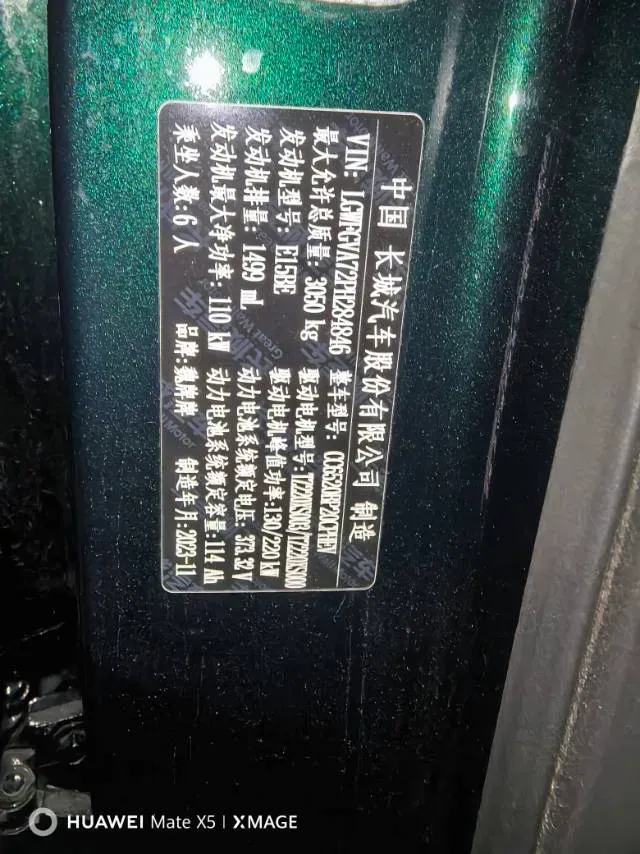 中国 长城汽车股份有限公司 制造
VIN: LGWFGVA72PH284846 整车型号:
最大允许总质量: 3050 kg 驱动电机型号:
发动机型号: E15BE 驱动电机峰值功率:130/220 kW
发动机排量: 1499 mL 动力电池系统额定电压: 373.32 V
发动机最大净功率: 110 kW 动力电池系统额定容量:114 Ah
乘坐人数:6人 品牌:魏牌牌 制造年月:2023-11
HUAWEI Mate X5 | XMAGE